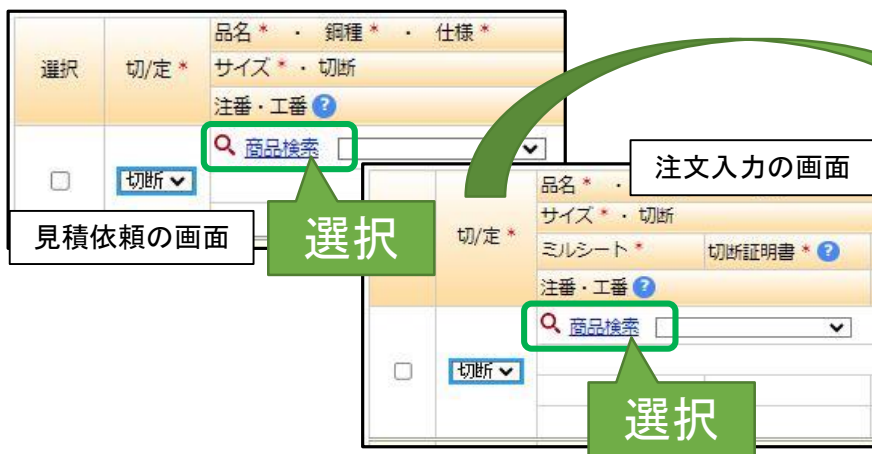 選択
切/定 *
品名 * ・ 鋼種 * ・ 仕様 *
サイズ * ・ 切断
注番・工番 ?
商品検索
切断
見積依頼の画面
選択
注文入力の画面
切/定 *
品名 * ・
サイズ * ・ 切断
ミルシート * 切断証明書 * ?
注番・工番 ?
商品検索
切断
選択